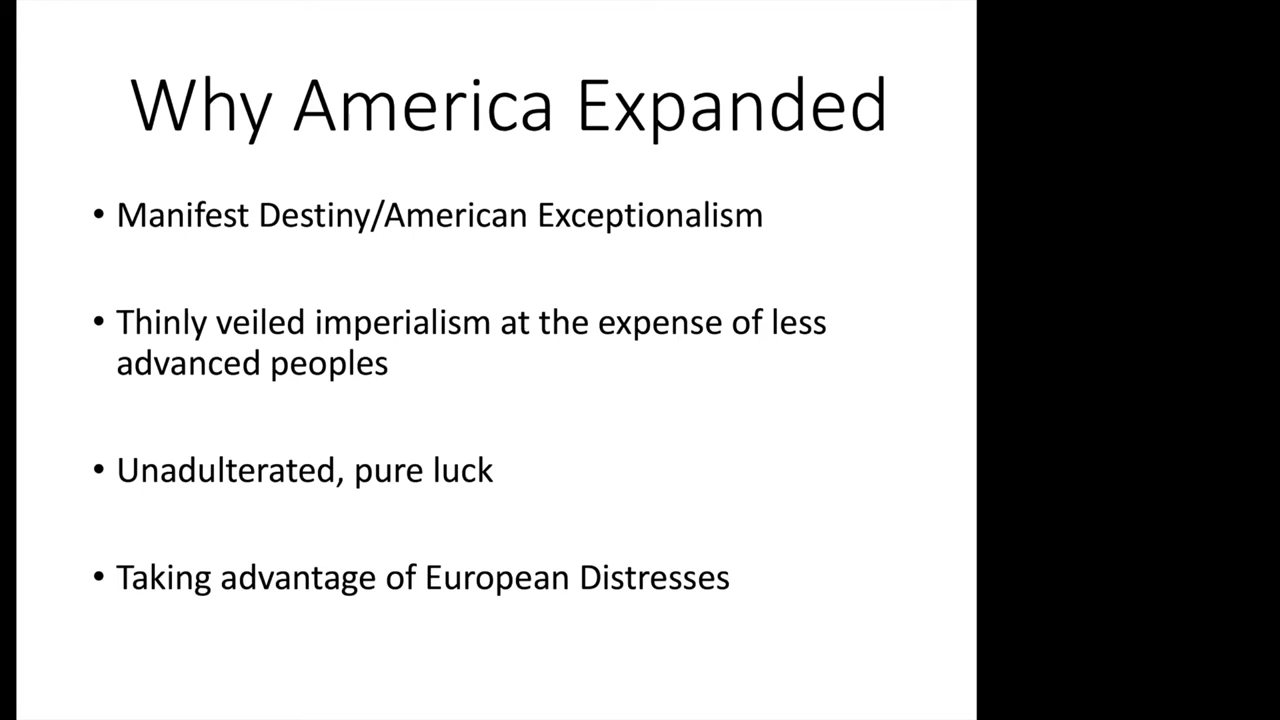 Why America Expanded
• Manifest Destiny/American Exceptionalism
• Thinly veiled imperialism at the expense of less
advanced peoples
• Unadulterated, pure luck
• Taking advantage of European Distresses